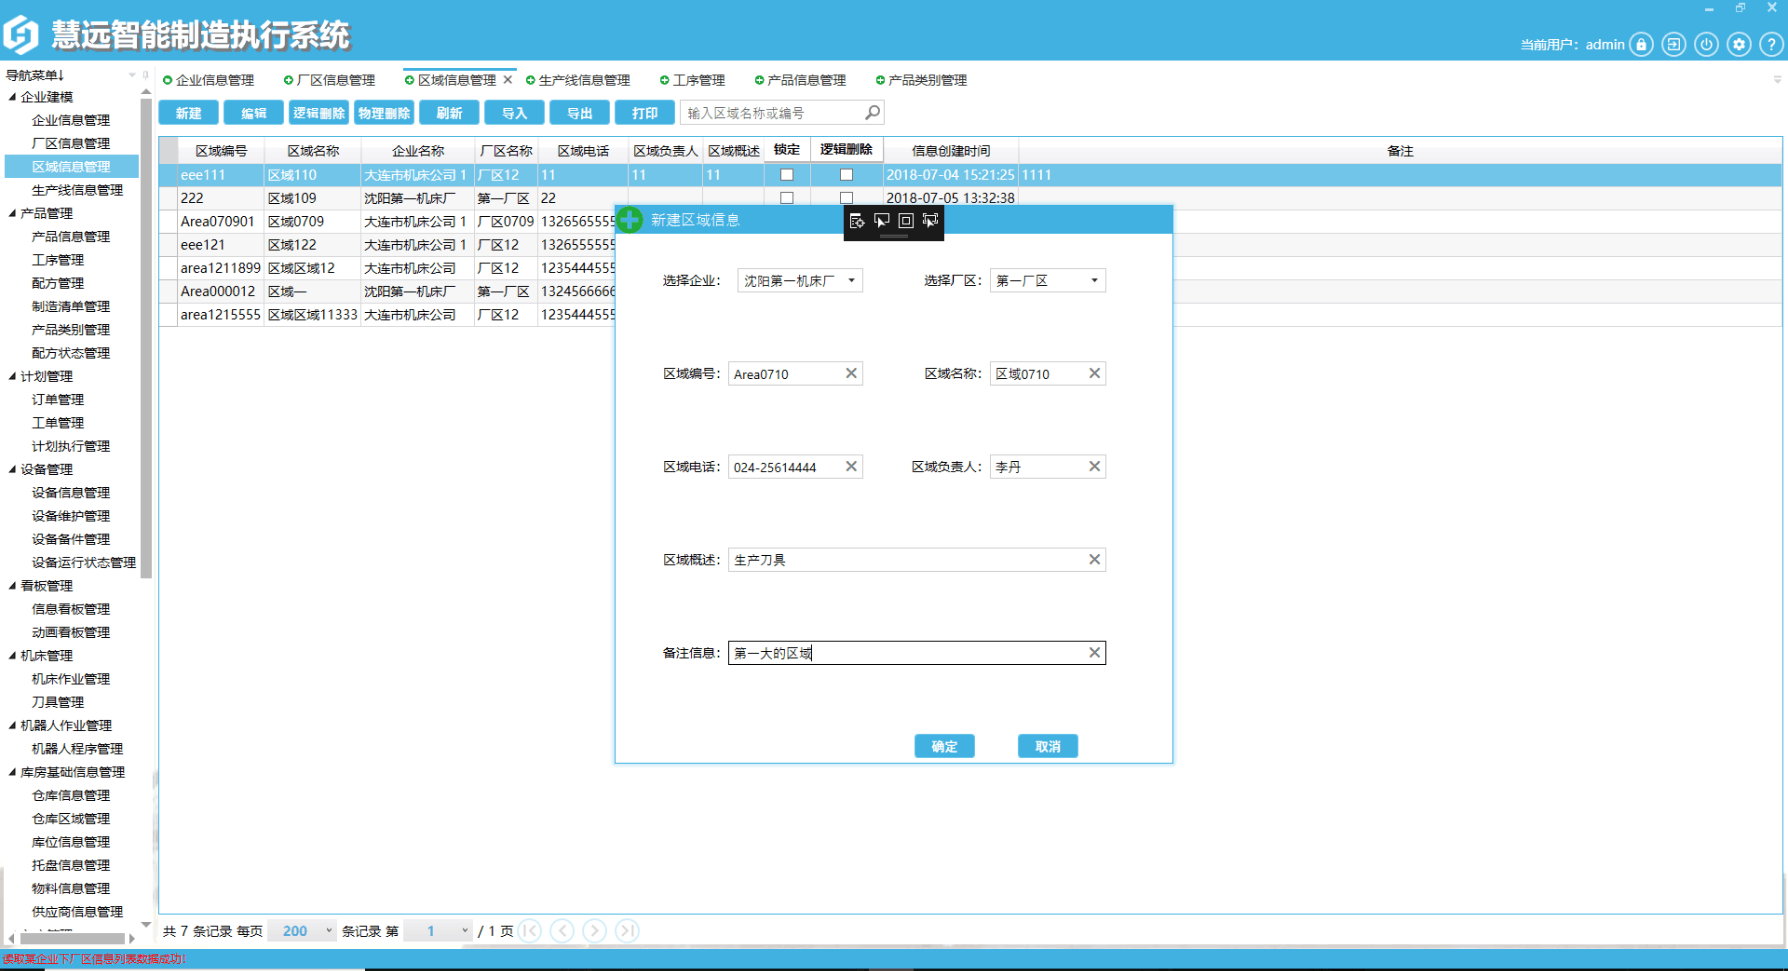 慧远智能制造执行系统
当前用户：admin
导航菜单↓
企业建模
企业信息管理
厂区信息管理
区域信息管理
生产线信息管理
产品管理
产品信息管理
工序管理
配方管理
制造清单管理
产品类别管理
配方状态管理
计划管理
订单管理
工单管理
计划执行管理
设备管理
设备信息管理
设备维护管理
设备备件管理
设备运行状态管理
看板管理
信息看板管理
动画看板管理
机床管理
机床作业管理
刀具管理
机器人作业管理
机器人程序管理
库房基础信息管理
仓库信息管理
仓库区域管理
库位信息管理
托盘信息管理
物料信息管理
供应商信息管理
企业信息管理 厂区信息管理 区域信息管理 生产线信息管理 工序管理 产品信息管理 产品类别管理
新建 编辑 逻辑删除 物理删除 刷新 导入 导出 打印 输入区域名称或编号
区域编号 区域名称 企业名称 厂区名称 区域电话 区域负责人 区域概述 锁定 逻辑删除 信息创建时间 备注
eee111 区域110 大连市机床公司 1 厂区12 11 11 11 2018-07-04 15:21:25 1111
222 区域109 沈阳第一机床厂 第一厂区 22 2018-07-05 13:32:38
Area070901 区域0709 大连市机床公司 1 厂区0709 1326565555
eee121 区域122 大连市机床公司 1 厂区12 1326555555
area1211899 区域区域12 大连市机床公司 厂区12 1235444555
Area000012 区域一 沈阳第一机床厂 第一厂区 1324566666
area1215555 区域区域11333 大连市机床公司 厂区12 1235444555
新建区域信息
选择企业： 沈阳第一机床厂 选择厂区： 第一厂区
区域编号： Area0710 区域名称： 区域0710
区域电话： 024-25614444 区域负责人： 李丹
区域概述： 生产刀具
备注信息： 第一大的区域
确定 取消
共 7 条记录 每页 200 条记录 第 1 / 1 页
读取某企业下厂区信息列表数据成功！